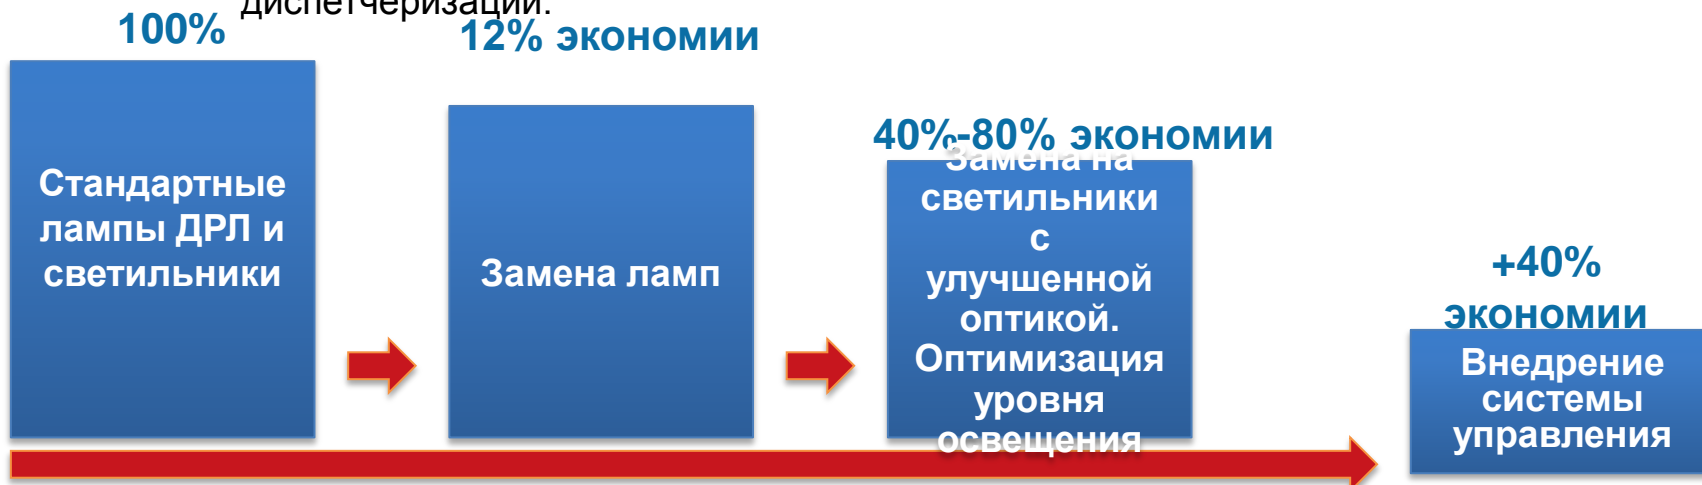 диспетчеризации.
100%
12% экономии
40%-80% экономии
+40%
экономии
Стандартные
лампы ДРЛ и
светильники
Замена ламп
Замена на
светильники
с
улучшенной
оптикой.
Оптимизация
уровня
освещения
Внедрение
системы
управления